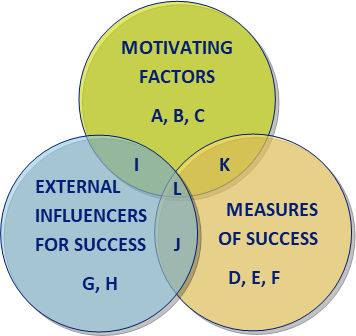 MOTIVATING
FACTORS
A, B, C
I
K
L
EXTERNAL
INFLUENCERS
FOR SUCCESS
G, H
J
MEASURES
OF SUCCESS
D, E, F